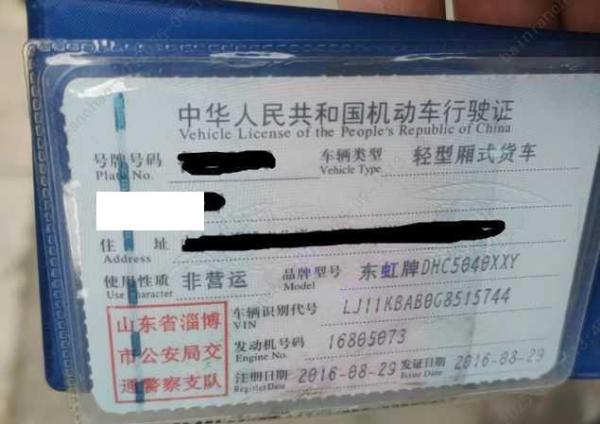 中华人民共和国机动车行驶证
Vehicle License of the People's Republic of China
号牌号码
Plate No.
车辆类型 轻型厢式货车
Vehicle Type
住 址
Address
使用性质 非营运
Use Character
品牌型号 东虹牌DHC5040XXY
Model
车辆识别代号 LJ11KBAB0G8515744
VIN
发动机号码 16805073
Engine No.
注册日期 2016-08-29
Register Date
发证日期 2016-08-29
Issue Date
山东省淄博
市公安局交
通警察支队